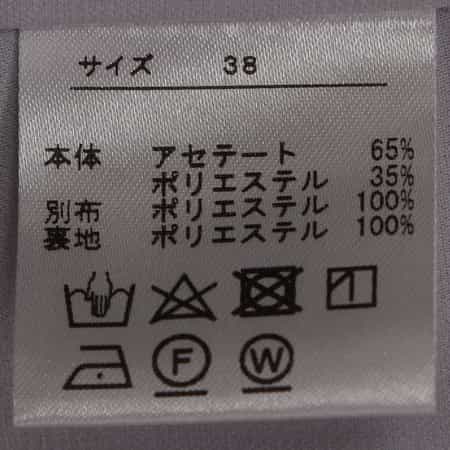 サイズ 38
本体 アセテート 65%
ポリエステル 35%
別布 ポリエステル 100%
裏地 ポリエステル 100%
F W